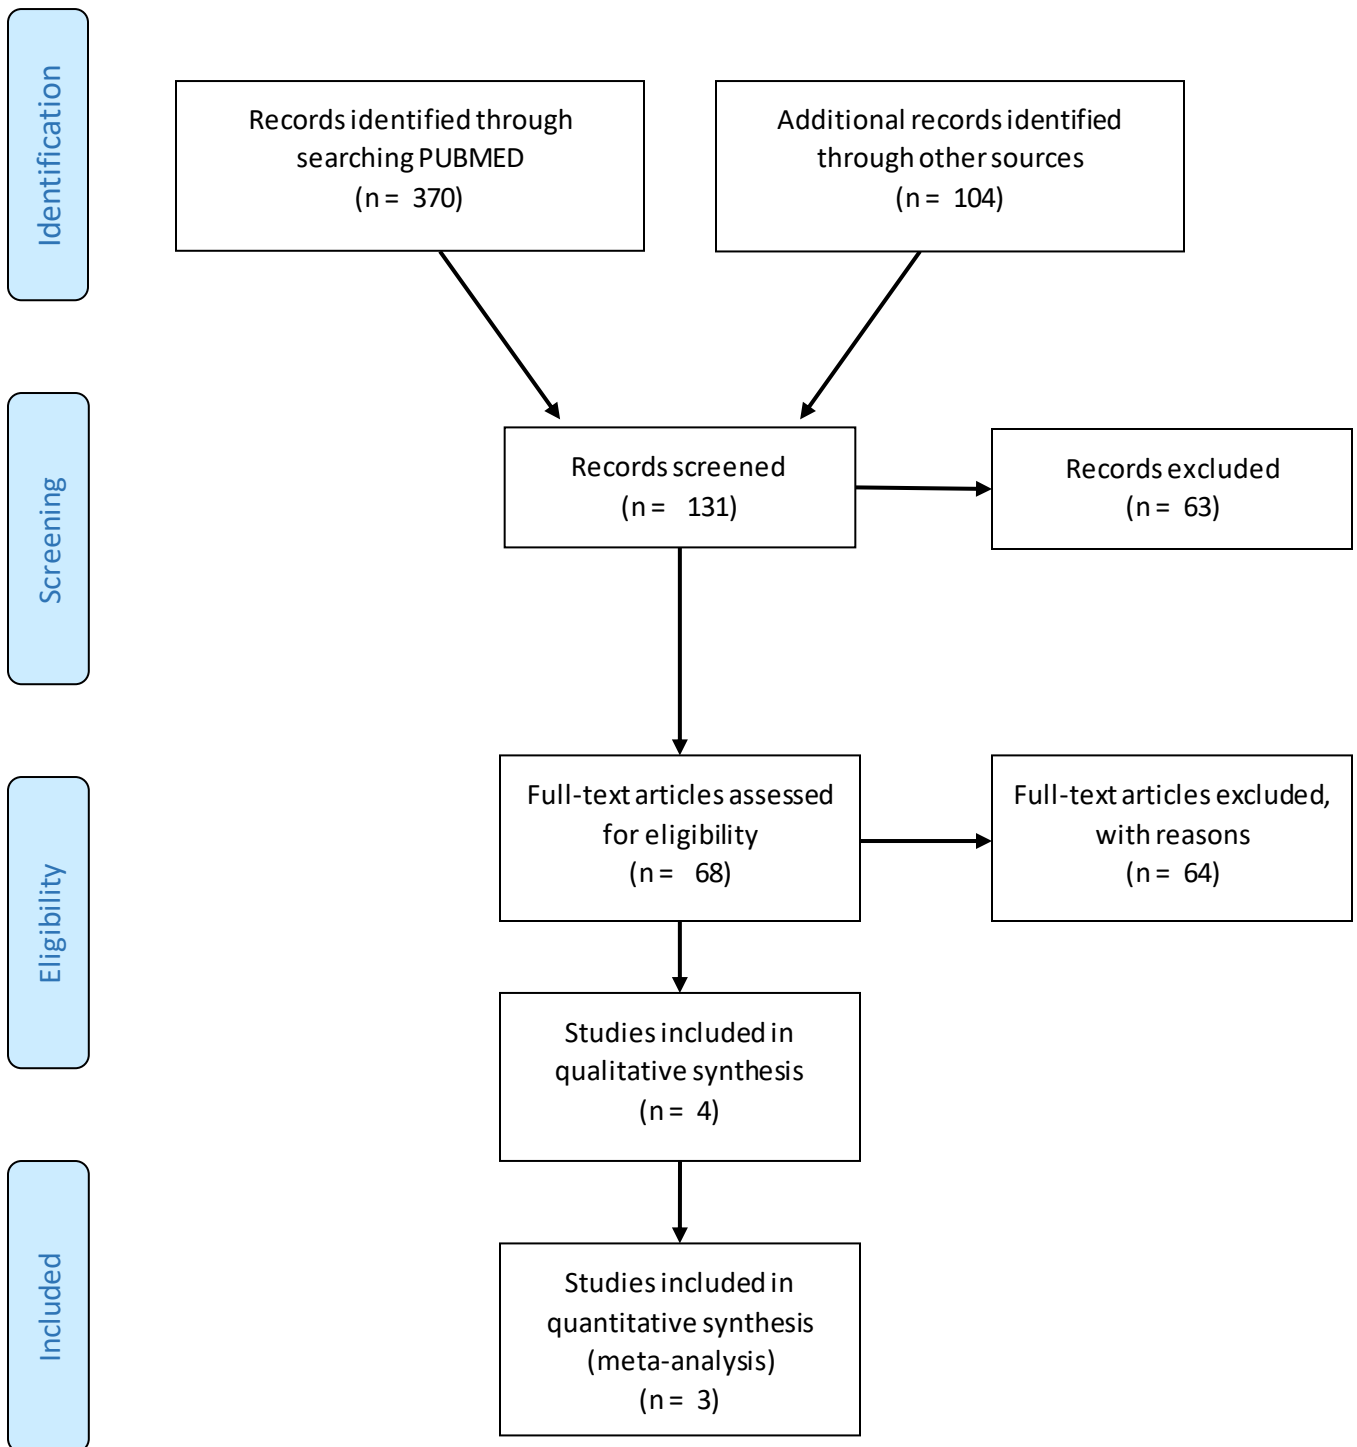 Identification
Records identified through
searching PUBMED
(n = 370)
Additional records identified
through other sources
(n = 104)
Screening
Records screened
(n = 131)
Records excluded
(n = 63)
Eligibility
Full-text articles assessed
for eligibility
(n = 68)
Full-text articles excluded,
with reasons
(n = 64)
Studies included in
qualitative synthesis
(n = 4)
Included
Studies included in
quantitative synthesis
(meta-analysis)
(n = 3)